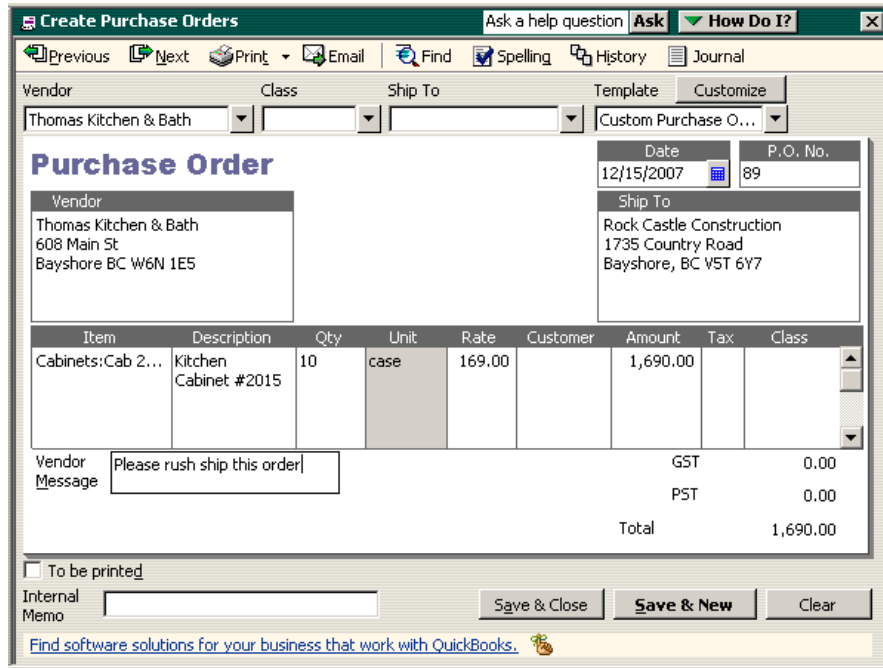 Create Purchase Orders
Ask a help question Ask How Do I?
Previous Next Print Email Find Spelling History Journal
Vendor Class Ship To Template Customize
Thomas Kitchen & Bath Custom Purchase O...
Purchase Order
Date P.O. No.
12/15/2007 89
Vendor
Thomas Kitchen & Bath
608 Main St
Bayshore BC W6N 1E5
Ship To
Rock Castle Construction
1735 Country Road
Bayshore, BC V5T 6Y7
Item Description Qty Unit Rate Customer Amount Tax Class
Cabinets:Cab 2... Kitchen 10 case 169.00 1,690.00
Cabinet #2015
Vendor
Message
Please rush ship this order
GST 0.00
PST 0.00
Total 1,690.00
To be printed
Internal
Memo
Save & Close Save & New Clear
Find software solutions for your business that work with QuickBooks.